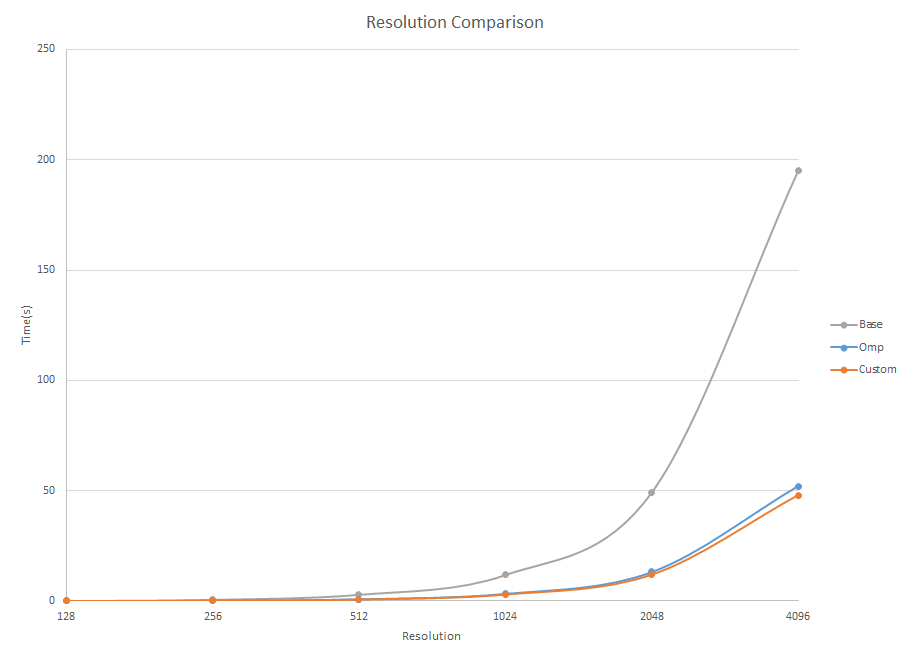 Resolution Comparison
250
200
150
100
50
0
Time(s)
128 256 512 1024 2048 4096
Resolution
Base
Omp
Custom